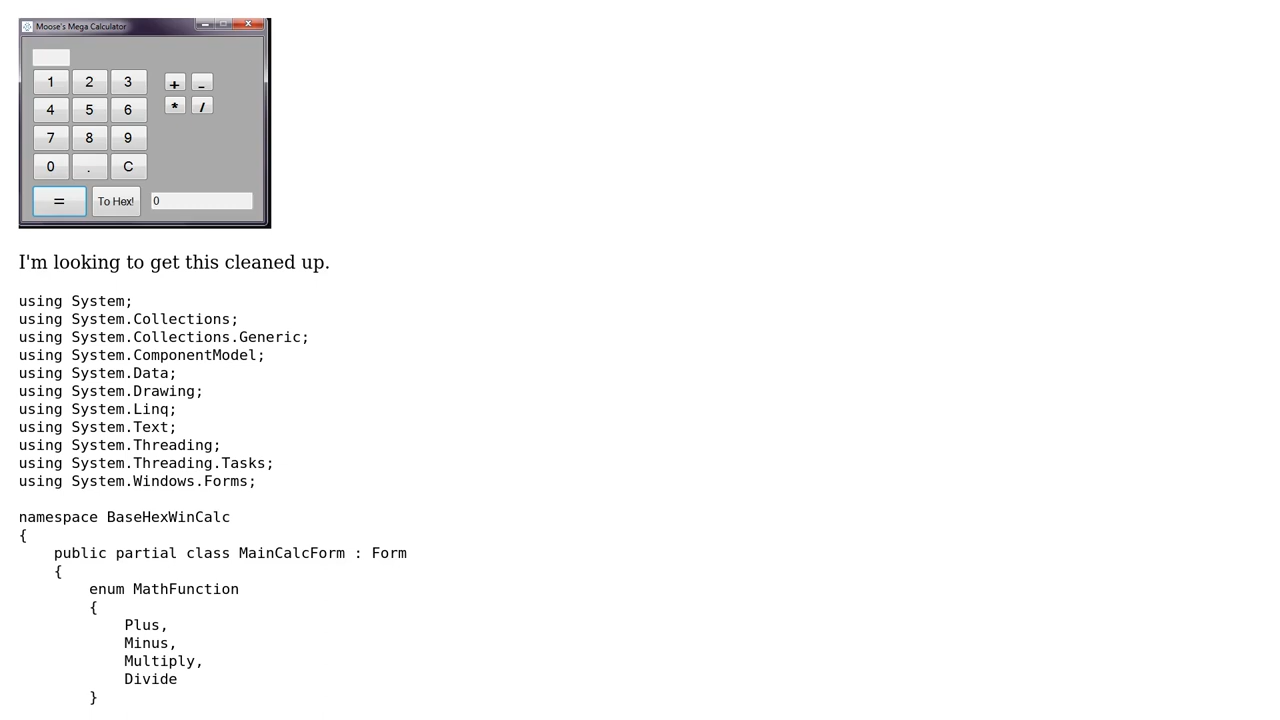 Moose's Mega Calculator
1 2 3 + -
4 5 6 * /
7 8 9
0 . C
= To Hex! 0
I'm looking to get this cleaned up.
using System;
using System.Collections;
using System.Collections.Generic;
using System.ComponentModel;
using System.Data;
using System.Drawing;
using System.Linq;
using System.Text;
using System.Threading;
using System.Threading.Tasks;
using System.Windows.Forms;
namespace BaseHexWinCalc
{
    public partial class MainCalcForm : Form
    {
        enum MathFunction
        {
            Plus,
            Minus,
            Multiply,
            Divide
        }